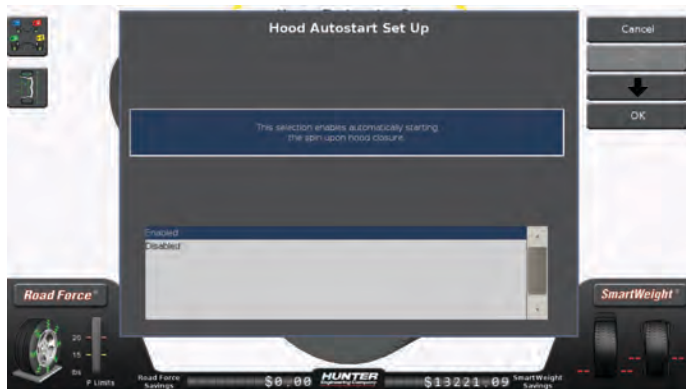 Hood Autostart Set Up
Cancel
OK
This selection enables automatically starting
the spin upon hood closure.
Enabled
Disabled
Road Force®
SmartWeight®
20
15
lbs
P Limits
Road Force
Savings
$0.00
HUNTER
Engineering Company
$13221.09
SmartWeight
Savings